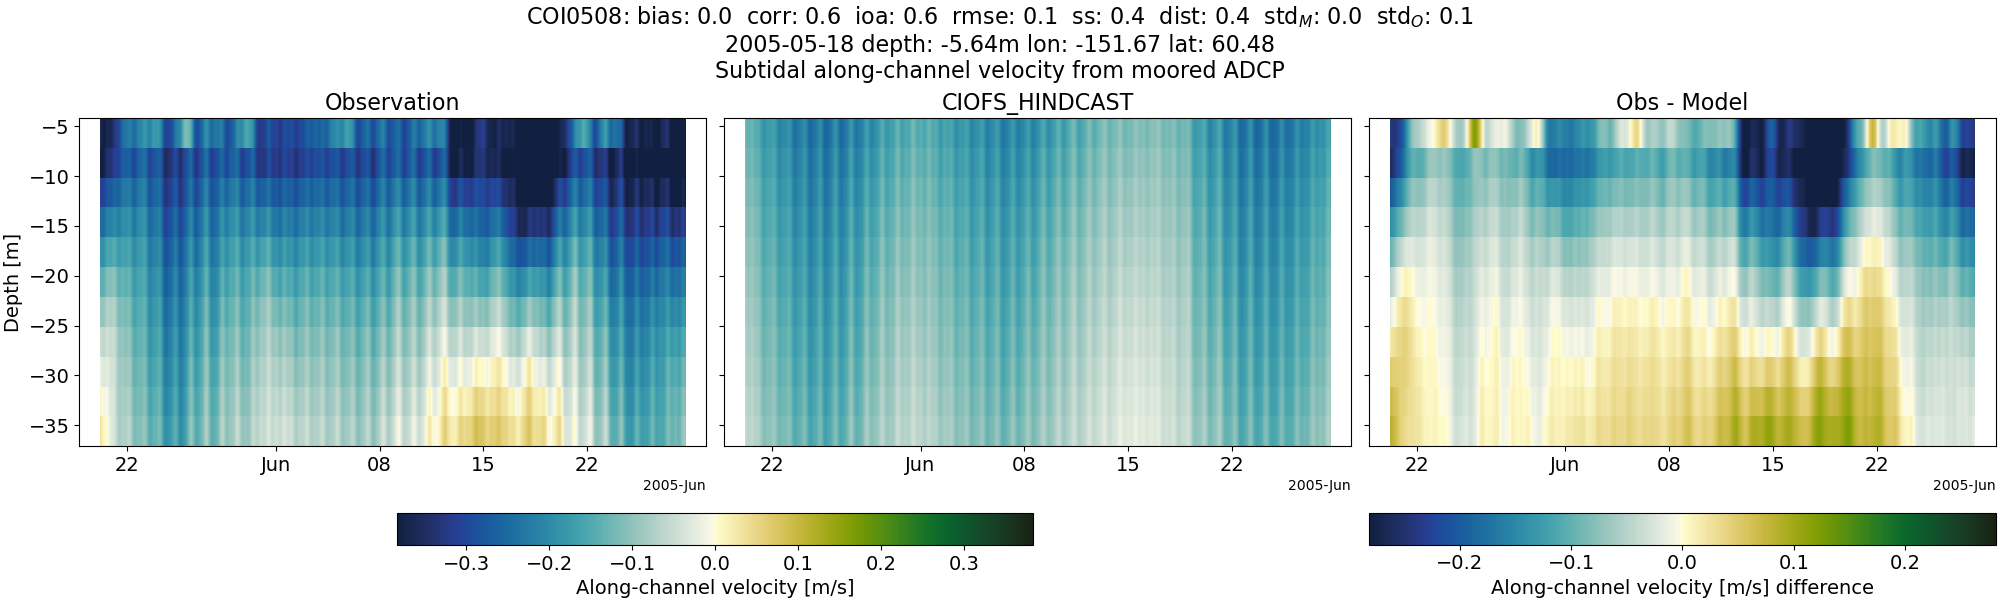 COI0508: bias: 0.0 corr: 0.6 ioa: 0.6 rmse: 0.1 ss: 0.4 dist: 0.4 std_M: 0.0 std_O: 0.1
2005-05-18 depth: -5.64m lon: -151.67 lat: 60.48
Subtidal along-channel velocity from moored ADCP
Observation
CIOFS_HINDCAST
Obs - Model
Depth [m]
−5
−10
−15
−20
−25
−30
−35
22 Jun 08 15 22
2005-Jun
22 Jun 08 15 22
2005-Jun
22 Jun 08 15 22
2005-Jun
−0.3 −0.2 −0.1 0.0 0.1 0.2 0.3
Along-channel velocity [m/s]
−0.2 −0.1 0.0 0.1 0.2
Along-channel velocity [m/s] difference